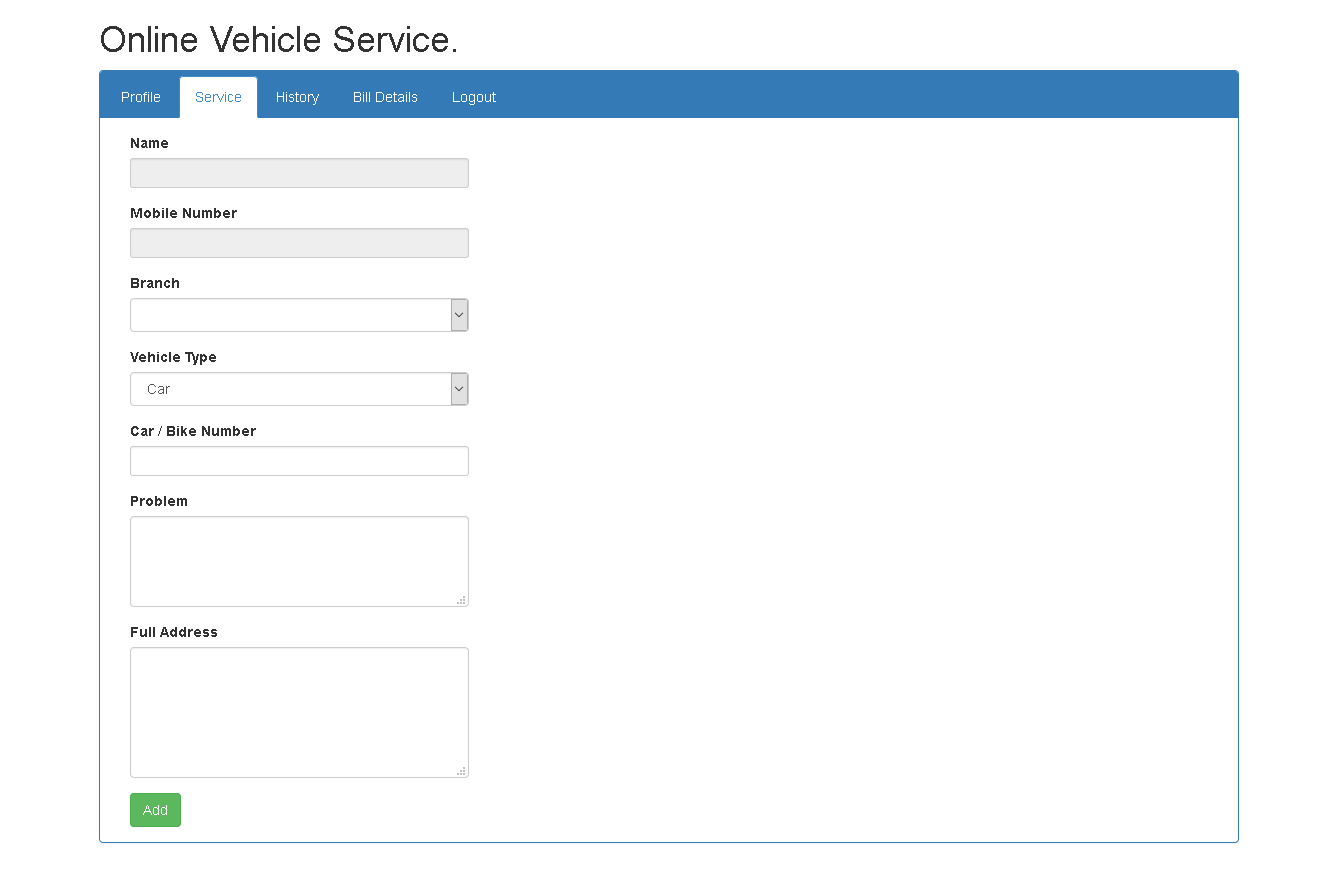 Online Vehicle Service.
Profile Service History Bill Details Logout
Name
Mobile Number
Branch
Vehicle Type
Car
Car / Bike Number
Problem
Full Address
Add